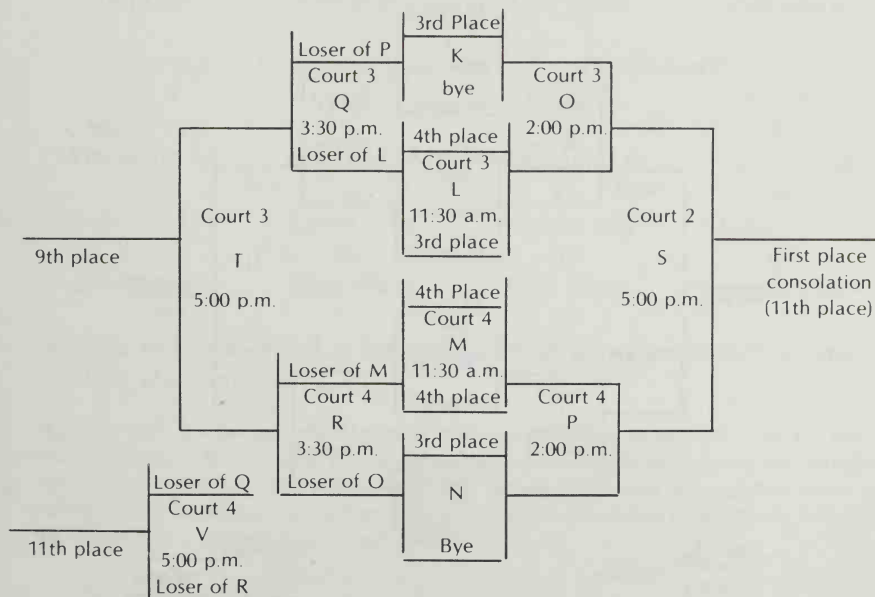 3rd Place
K
bye
Loser of P
Court 3
Q
3:30 p.m.
Loser of L
Court 3
O
2:00 p.m.
4th place
Court 3
L
11:30 a.m.
3rd place
Court 3
T
5:00 p.m.
9th place
Court 2
S
5:00 p.m.
First place
consolation
(11th place)
4th Place
Court 4
M
11:30 a.m.
4th place
Loser of M
Court 4
R
3:30 p.m.
Loser of O
Court 4
P
2:00 p.m.
3rd place
N
Bye
Loser of Q
Court 4
V
5:00 p.m.
Loser of R
11th place